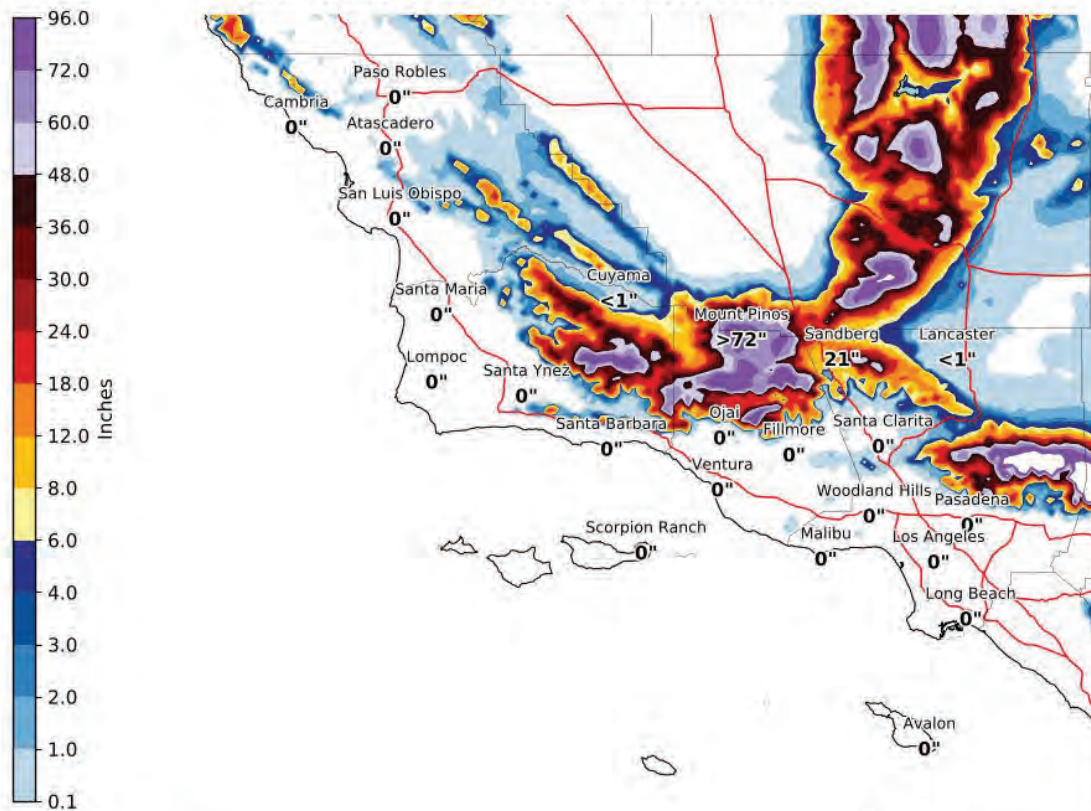 96.0
72.0
60.0
48.0
36.0
30.0
24.0
18.0
12.0
8.0
6.0
4.0
3.0
2.0
1.0
0.1
Inches
Paso Robles
0"
Cambria
0"
Atascadero
0"
San Luis Obispo
0"
Cuyama
<1"
Santa Maria
0"
Mount Pinos
>72"
Sandberg
21"
Lancaster
<1"
Lompoc
0"
Santa Ynez
0"
Ojai
0"
Santa Barbara
0"
Fillmore
0"
Santa Clarita
0"
Ventura
0"
Woodland Hills
0"
Pasadena
0"
Scorpion Ranch
0"
Malibu
0"
Los Angeles
0"
Long Beach
0"
Avalon
0"